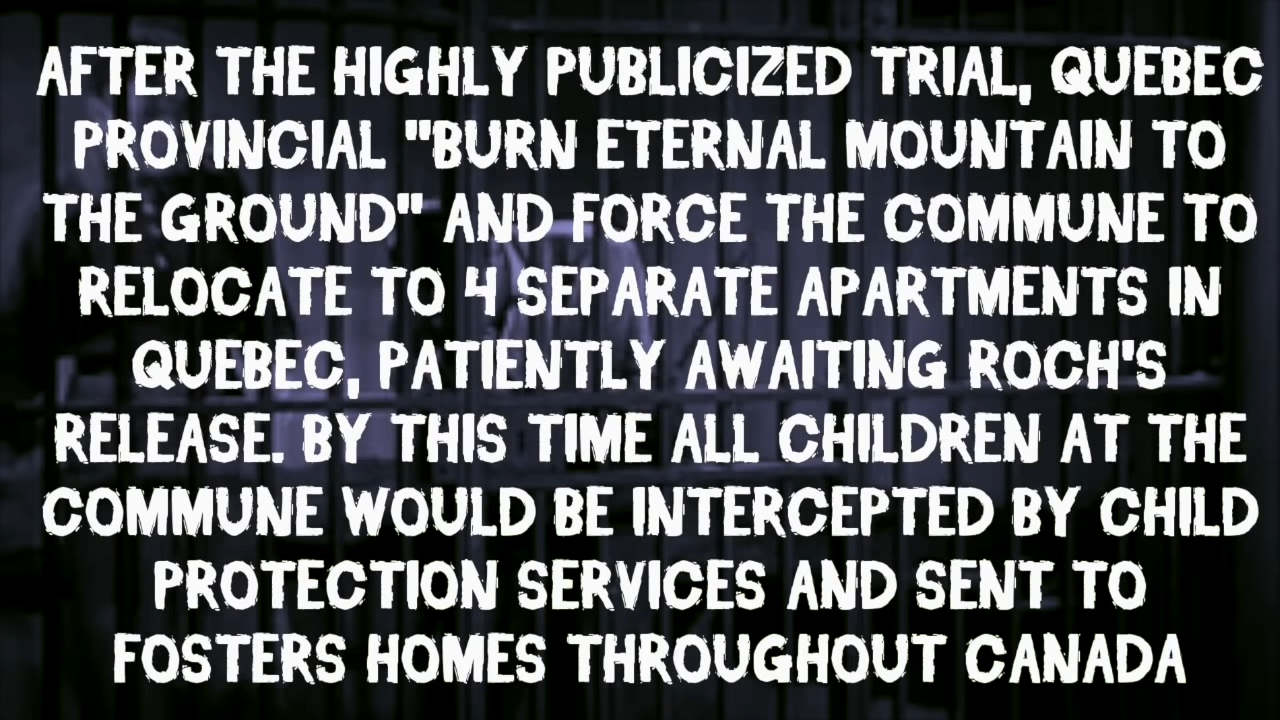 AFTER THE HIGHLY PUBLICIZED TRIAL, QUEBEC
PROVINCIAL "BURN ETERNAL MOUNTAIN TO
THE GROUND" AND FORCE THE COMMUNE TO
RELOCATE TO 4 SEPARATE APARTMENTS IN
QUEBEC, PATIENTLY AWAITING ROCH'S
RELEASE. BY THIS TIME ALL CHILDREN AT THE
COMMUNE WOULD BE INTERCEPTED BY CHILD
PROTECTION SERVICES AND SENT TO
FOSTERS HOMES THROUGHOUT CANADA